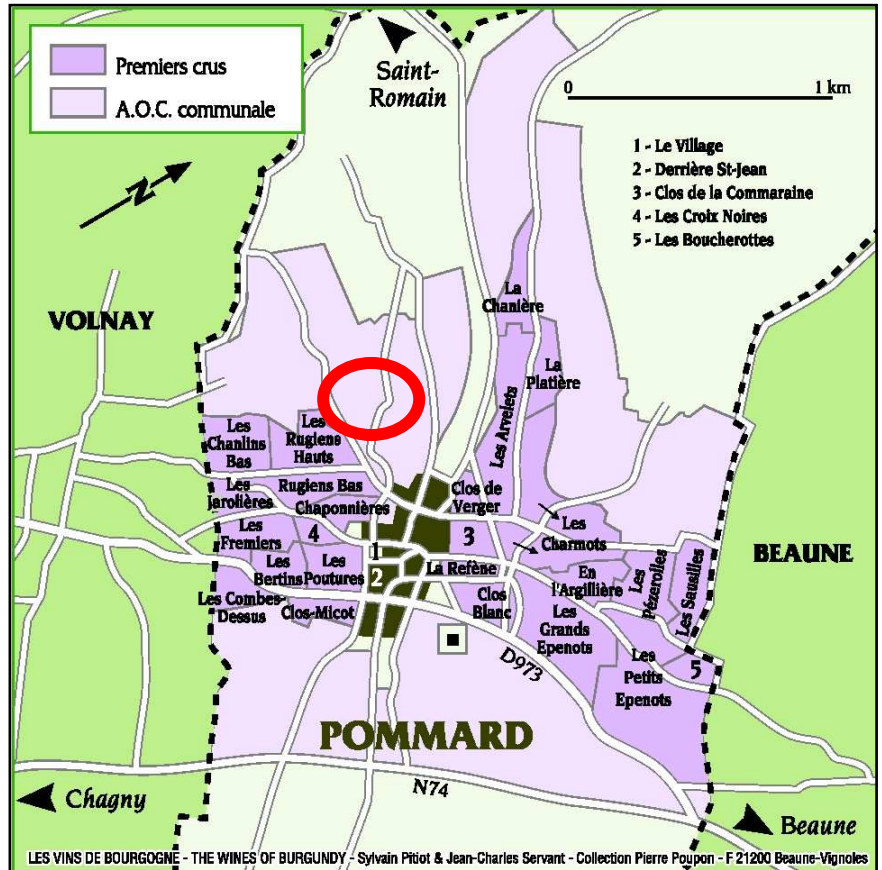 Premiers crus
A.O.C. communale
Saint-
Romain
0 1 km
1 - Le Village
2 - Derrière St-Jean
3 - Clos de la Commaraine
4 - Les Croix Noires
5 - Les Boucherottes
N
VOLNAY
La
Chanière
La
Platière
Les Arvelets
Les
Chanlins
Bas
Les
Rugiens
Hauts
Rugiens Bas
Les
Jarolières
Chaponnières
Clos de
Verger
Les
Fremiers
4
1
3
Les
Charmots
BEAUNE
Les
Bertins
Les
Poutures
2
La Refène
En
l'Argillière
Les
Pézerolles
Les Sausilles
Les Combes-
Dessus
Clos-Micot
Clos
Blanc
Les
Grands
Epenots
Les
Petits
Epenots
5
D973
POMMARD
N74
Chagny
Beaune
LES VINS DE BOURGOGNE - THE WINES OF BURGUNDY - Sylvain Pitiot & Jean-Charles Servant - Collection Pierre Poupon - F 21200 Beaune-Vignoles